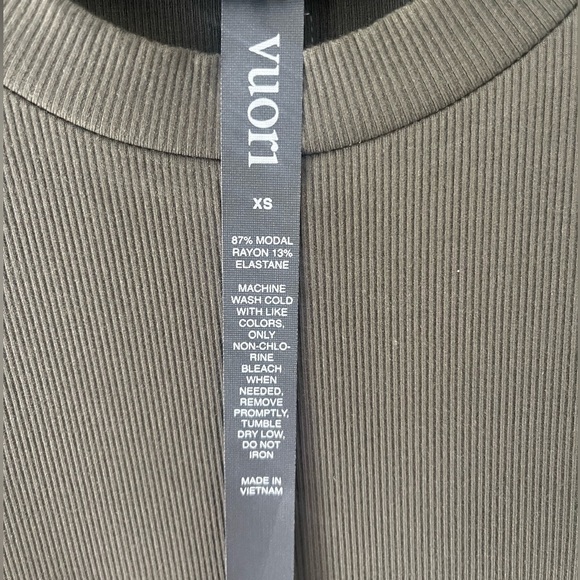 vuori
XS
87% MODAL
RAYON 13%
ELASTANE
MACHINE
WASH COLD
WITH LIKE
COLORS,
ONLY
NON-CHLO-
RINE
BLEACH
WHEN
NEEDED,
REMOVE
PROMPTLY,
TUMBLE
DRY LOW,
DO NOT
IRON
MADE IN
VIETNAM